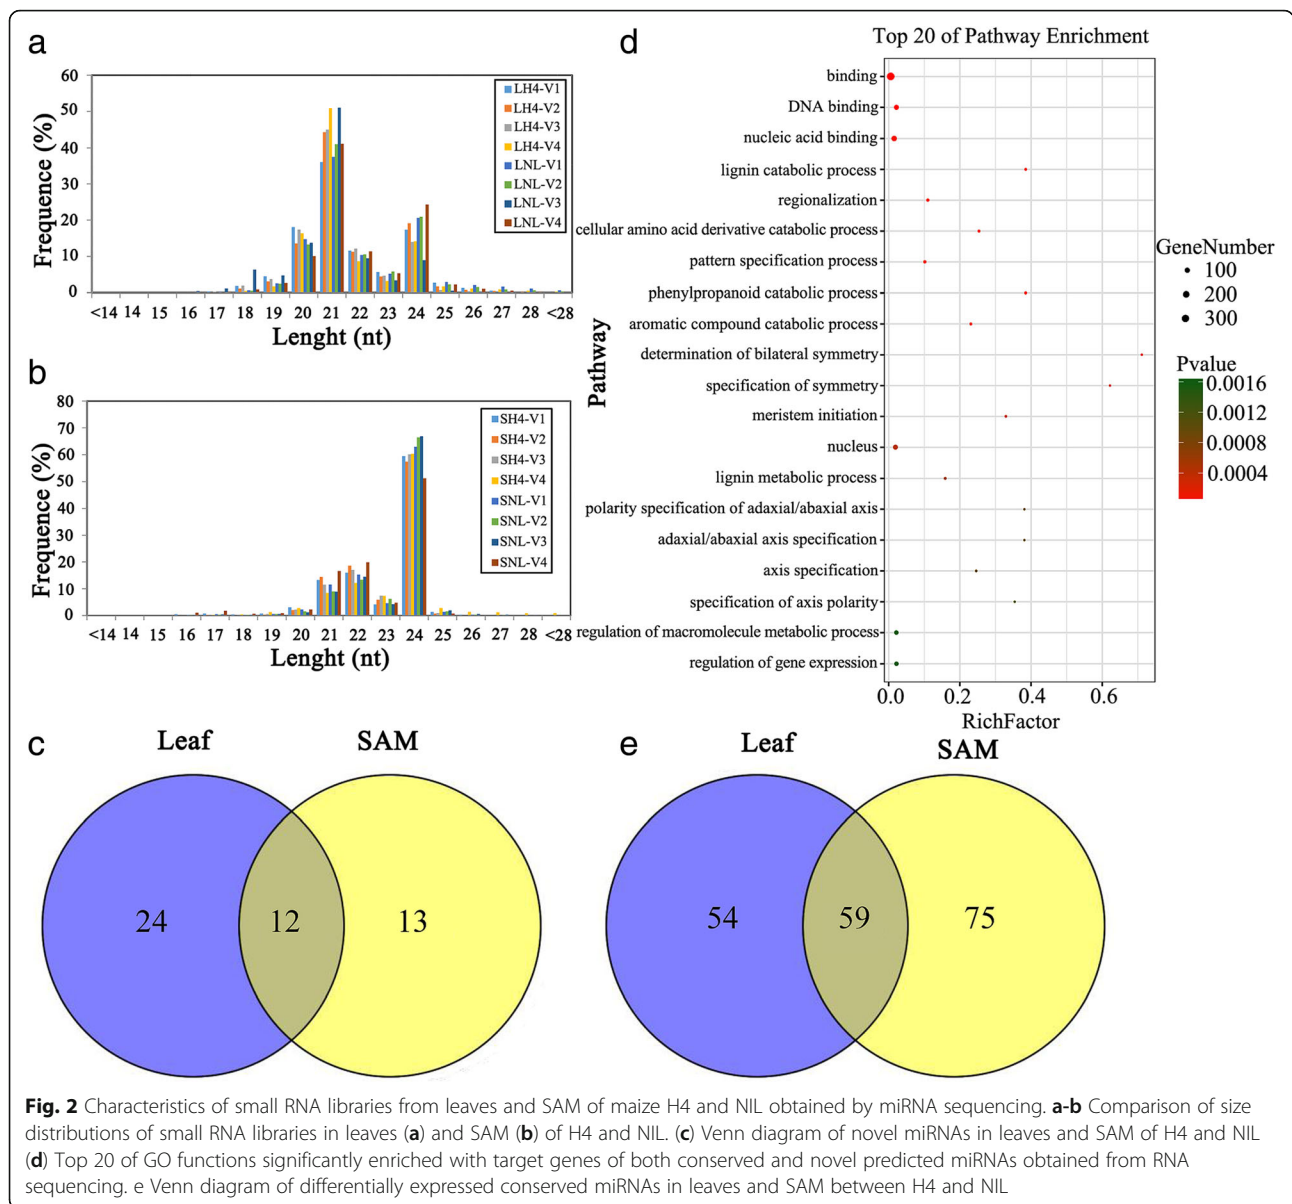 a
60
50
40
30
20
10
0
Frequence (%)
<14 14 15 16 17 18 19 20 21 22 23 24 25 26 27 28 <28
Lenght (nt)
LH4-V1
LH4-V2
LH4-V3
LH4-V4
LNL-V1
LNL-V2
LNL-V3
LNL-V4
b
80
70
60
50
40
30
20
10
0
Frequence (%)
<14 14 15 16 17 18 19 20 21 22 23 24 25 26 27 28 <28
Lenght (nt)
SH4-V1
SH4-V2
SH4-V3
SH4-V4
SNL-V1
SNL-V2
SNL-V3
SNL-V4
d
Top 20 of Pathway Enrichment
Pathway
binding
DNA binding
nucleic acid binding
lignin catabolic process
regionalization
cellular amino acid derivative catabolic process
pattern specification process
phenylpropanoid catabolic process
aromatic compound catabolic process
determination of bilateral symmetry
specification of symmetry
meristem initiation
nucleus
lignin metabolic process
polarity specification of adaxial/abaxial axis
adaxial/abaxial axis specification
axis specification
specification of axis polarity
regulation of macromolecule metabolic process
regulation of gene expression
0.0 0.2 0.4 0.6
RichFactor
GeneNumber
100
200
300
Pvalue
0.0016
0.0012
0.0008
0.0004
c
Leaf SAM
24 12 13
e
Leaf SAM
54 59 75
Fig. 2 Characteristics of small RNA libraries from leaves and SAM of maize H4 and NIL obtained by miRNA sequencing. a-b Comparison of size
distributions of small RNA libraries in leaves (a) and SAM (b) of H4 and NIL. (c) Venn diagram of novel miRNAs in leaves and SAM of H4 and NIL
(d) Top 20 of GO functions significantly enriched with target genes of both conserved and novel predicted miRNAs obtained from RNA
sequencing. e Venn diagram of differentially expressed conserved miRNAs in leaves and SAM between H4 and NIL